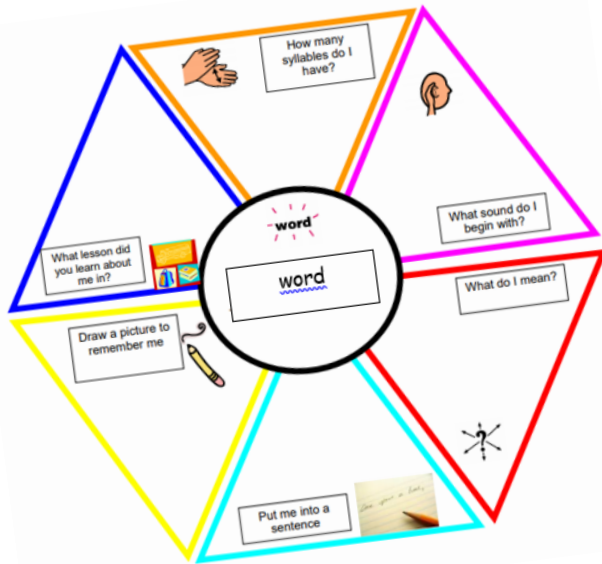 How many
syllables do I
have?
What sound do I
begin with?
What do I mean?
Put me into a
sentence
Draw a picture to
remember me
What lesson did
you learn about
me in?
word
word